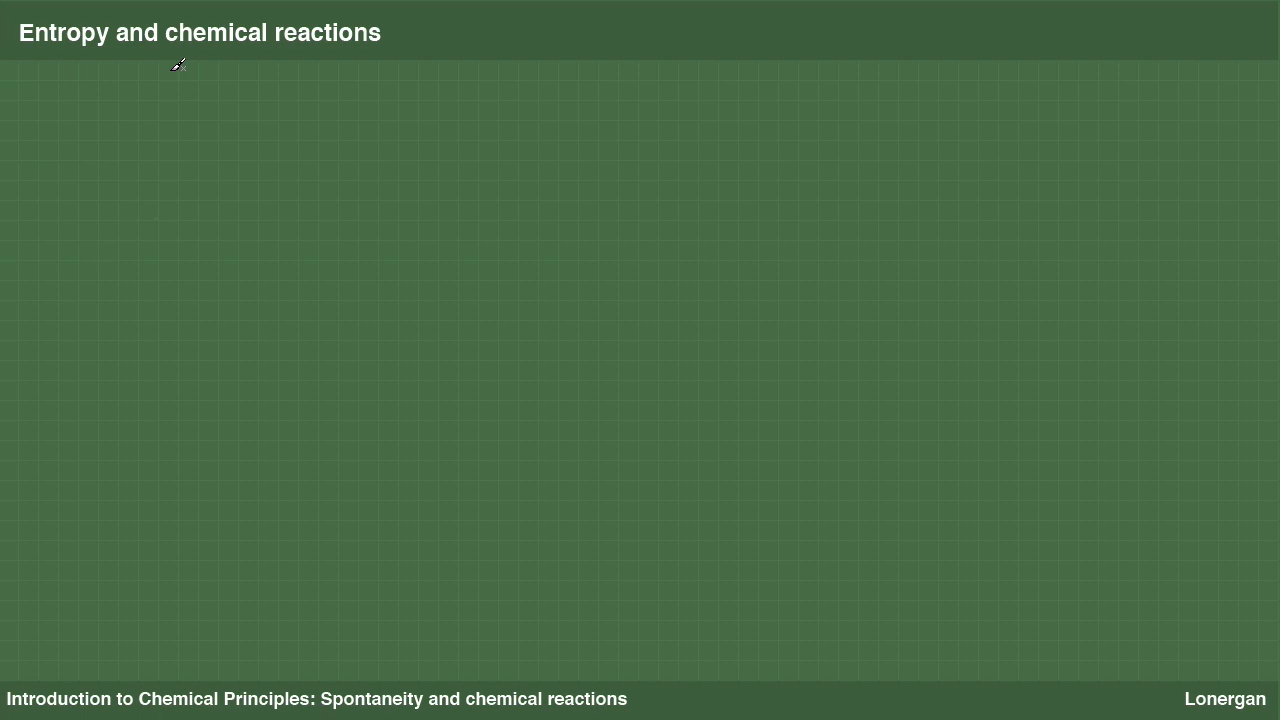 Entropy and chemical reactions
Introduction to Chemical Principles: Spontaneity and chemical reactions
Lonergan